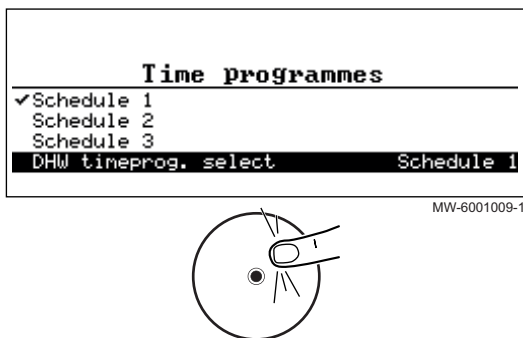 Time programmes
✓Schedule 1
Schedule 2
Schedule 3
DHW timeprog. select Schedule 1
MW-6001009-1